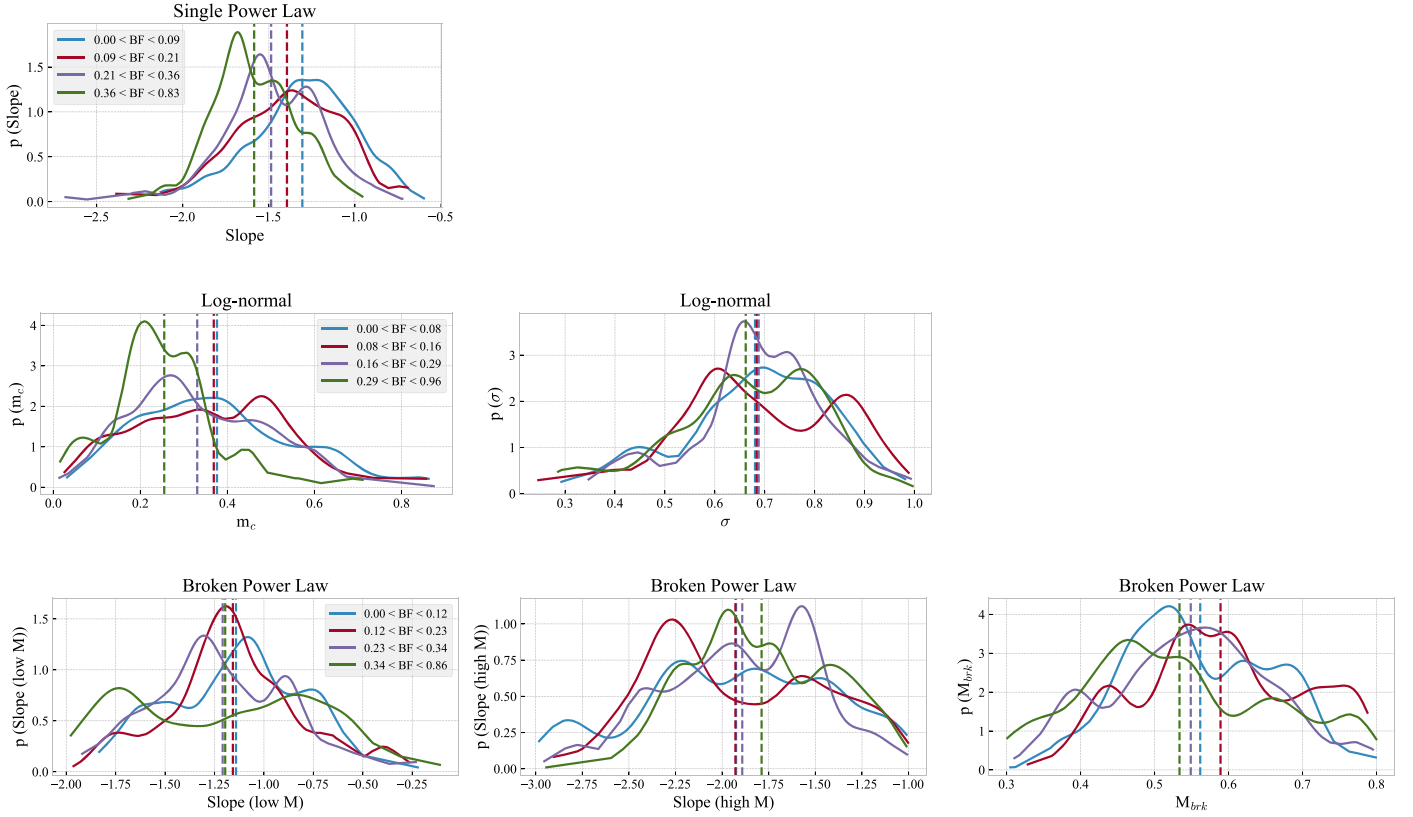 Single Power Law
0.00 < BF < 0.09
0.09 < BF < 0.21
0.21 < BF < 0.36
0.36 < BF < 0.83
p (Slope)
1.5
1.0
0.5
0.0
−2.5 −2.0 −1.5 −1.0 −0.5
Slope
Log-normal
0.00 < BF < 0.08
0.08 < BF < 0.16
0.16 < BF < 0.29
0.29 < BF < 0.96
p (m_c)
4
3
2
1
0
0.0 0.2 0.4 0.6 0.8
m_c
Log-normal
p (σ)
3
2
1
0
0.3 0.4 0.5 0.6 0.7 0.8 0.9 1.0
σ
Broken Power Law
0.00 < BF < 0.12
0.12 < BF < 0.23
0.23 < BF < 0.34
0.34 < BF < 0.86
p (Slope (low M))
1.5
1.0
0.5
0.0
−2.00 −1.75 −1.50 −1.25 −1.00 −0.75 −0.50 −0.25
Slope (low M)
Broken Power Law
p (Slope (high M))
1.00
0.75
0.50
0.25
0.00
−3.00 −2.75 −2.50 −2.25 −2.00 −1.75 −1.50 −1.25 −1.00
Slope (high M)
Broken Power Law
p (M_brk)
4
3
2
1
0
0.3 0.4 0.5 0.6 0.7 0.8
M_brk